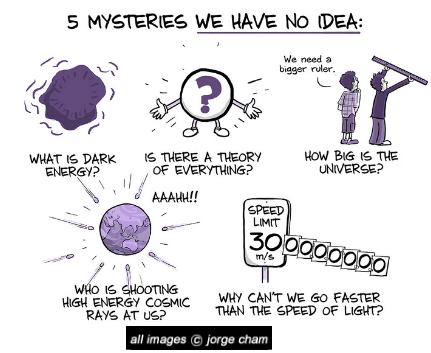 5 MYSTERIES WE HAVE NO IDEA:
We need a
bigger ruler.
?
WHAT IS DARK
ENERGY?
IS THERE A THEORY
OF EVERYTHING?
HOW BIG IS THE
UNIVERSE?
AAAHH!!
WHO IS SHOOTING
HIGH ENERGY COSMIC
RAYS AT US?
SPEED
LIMIT
300000000
m/s
WHY CAN'T WE GO FASTER
THAN THE SPEED OF LIGHT?
all images © jorge cham